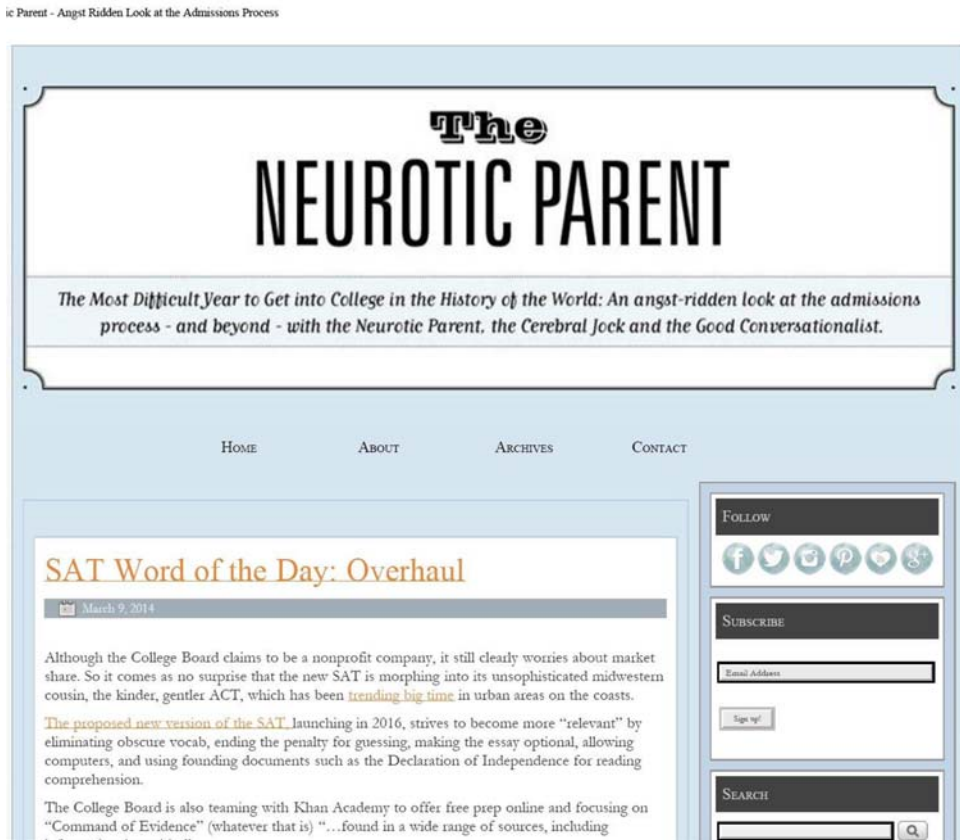 ic Parent - Angst Ridden Look at the Admissions Process
The
NEUROTIC PARENT
The Most Difficult Year to Get into College in the History of the World: An angst-ridden look at the admissions
process - and beyond - with the Neurotic Parent, the Cerebral Jock and the Good Conversationalist.
HOME ABOUT ARCHIVES CONTACT
SAT Word of the Day: Overhaul
March 9, 2014
Although the College Board claims to be a nonprofit company, it still clearly worries about market
share. So it comes as no surprise that the new SAT is morphing into its unsophisticated midwestern
cousin, the kinder, gentler ACT, which has been trending big time in urban areas on the coasts.
The proposed new version of the SAT, launching in 2016, strives to become more “relevant” by
eliminating obscure vocab, ending the penalty for guessing, making the essay optional, allowing
computers, and using founding documents such as the Declaration of Independence for reading
comprehension.
The College Board is also teaming with Khan Academy to offer free prep online and focusing on
“Command of Evidence” (whatever that is) “…found in a wide range of sources, including
FOLLOW
SUBSCRIBE
Email Address
Sign up!
SEARCH